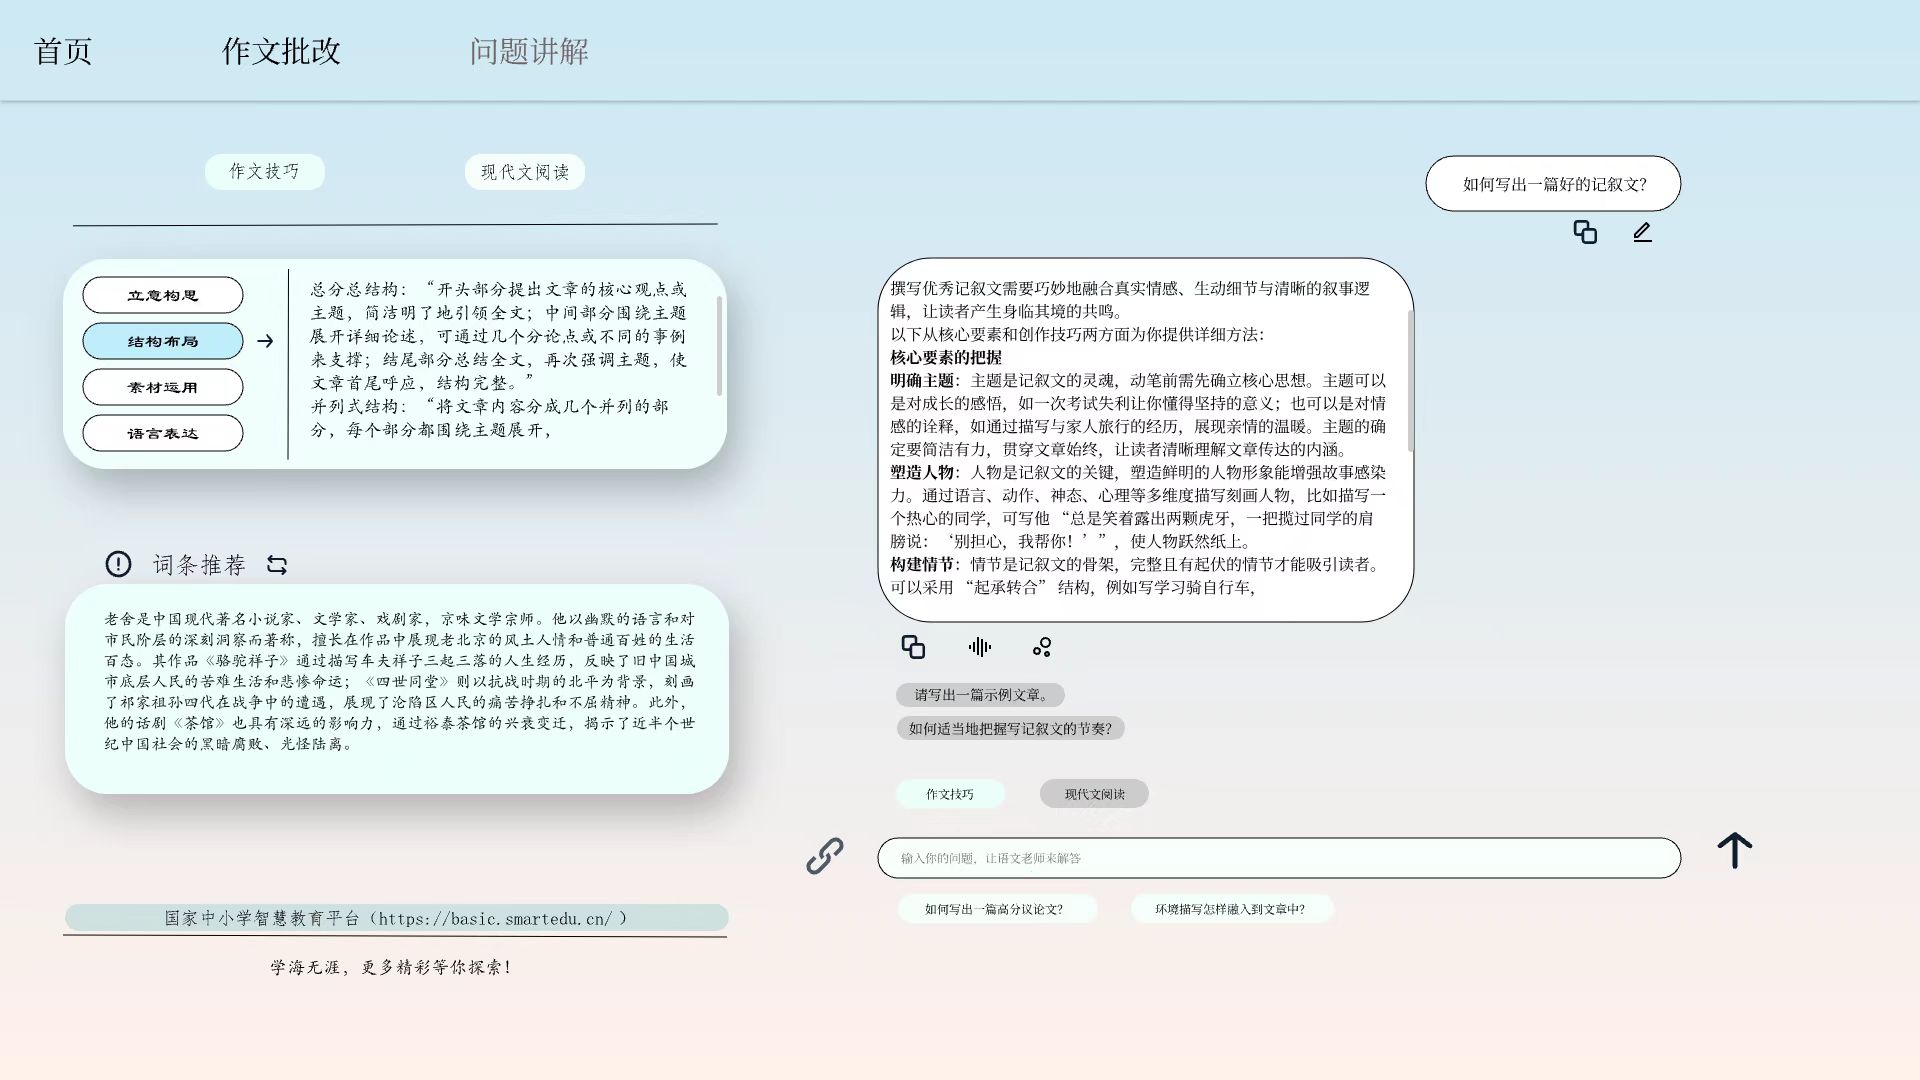 首页
作文批改
问题讲解
作文技巧
现代文阅读
立意构思
结构布局
素材运用
语言表达
总分总结构：“开头部分提出文章的核心观点或
主题，简洁明了地引领全文；中间部分围绕主题
展开详细论述，可通过几个分论点或不同的事例
来支撑；结尾部分总结全文，再次强调主题，使
文章首尾呼应，结构完整。”
并列式结构：“将文章内容分成几个并列的部
分，每个部分都围绕主题展开，
词条推荐
老舍是中国现代著名小说家、文学家、戏剧家，京味文学宗师。他以幽默的语言和对
市民阶层的深刻洞察而著称，擅长在作品中展现老北京的风土人情和普通百姓的生活
百态。其作品《骆驼祥子》通过描写车夫祥子三起三落的人生经历，反映了旧中国城
市底层人民的苦难生活和悲惨命运；《四世同堂》则以抗战时期的北平为背景，刻画
了祁家祖孙四代在战争中的遭遇，展现了沦陷区人民的痛苦挣扎和不屈精神。此外，
他的话剧《茶馆》也具有深远的影响力，通过裕泰茶馆的兴衰变迁，揭示了近半个世
纪中国社会的黑暗腐败、光怪陆离。
国家中小学智慧教育平台（https://basic.smartedu.cn/）
学海无涯，更多精彩等你探索！
如何写出一篇好的记叙文？
撰写优秀记叙文需要巧妙地融合真实情感、生动细节与清晰的叙事逻
辑，让读者产生身临其境的共鸣。
以下从核心要素和创作技巧两方面为你提供详细方法：
核心要素的把握
明确主题：主题是记叙文的灵魂，动笔前需先确立核心思想。主题可以
是对成长的感悟，如一次考试失利让你懂得坚持的意义；也可以是对情
感的诠释，如通过描写与家人旅行的经历，展现亲情的温暖。主题的确
定要简洁有力，贯穿文章始终，让读者清晰理解文章传达的内涵。
塑造人物：人物是记叙文的关键，塑造鲜明的人物形象能增强故事感染
力。通过语言、动作、神态、心理等多维度描写刻画人物，比如描写一
个热心的同学，可写他 “总是笑着露出两颗虎牙，一把揽过同学的肩
膀说：‘别担心，我帮你！’”，使人物跃然纸上。
构建情节：情节是记叙文的骨架，完整且有起伏的情节才能吸引读者。
可以采用 “起承转合” 结构，例如写学习骑自行车，
请写出一篇示例文章。
如何适当地把握写记叙文的节奏？
作文技巧
现代文阅读
输入你的问题，让语文老师来解答
如何写出一篇高分议论文？
环境描写怎样融入到文章中？